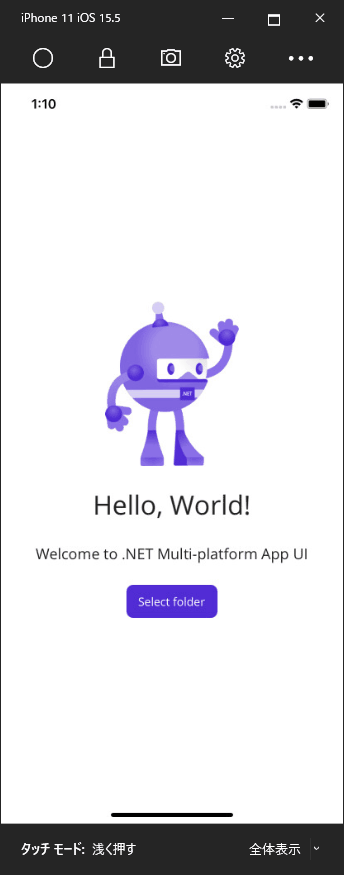 iPhone 11 iOS 15.5
1:10
.NET
Hello, World!
Welcome to .NET Multi-platform App UI
Select folder
タッチ モード: 浅く押す 全体表示